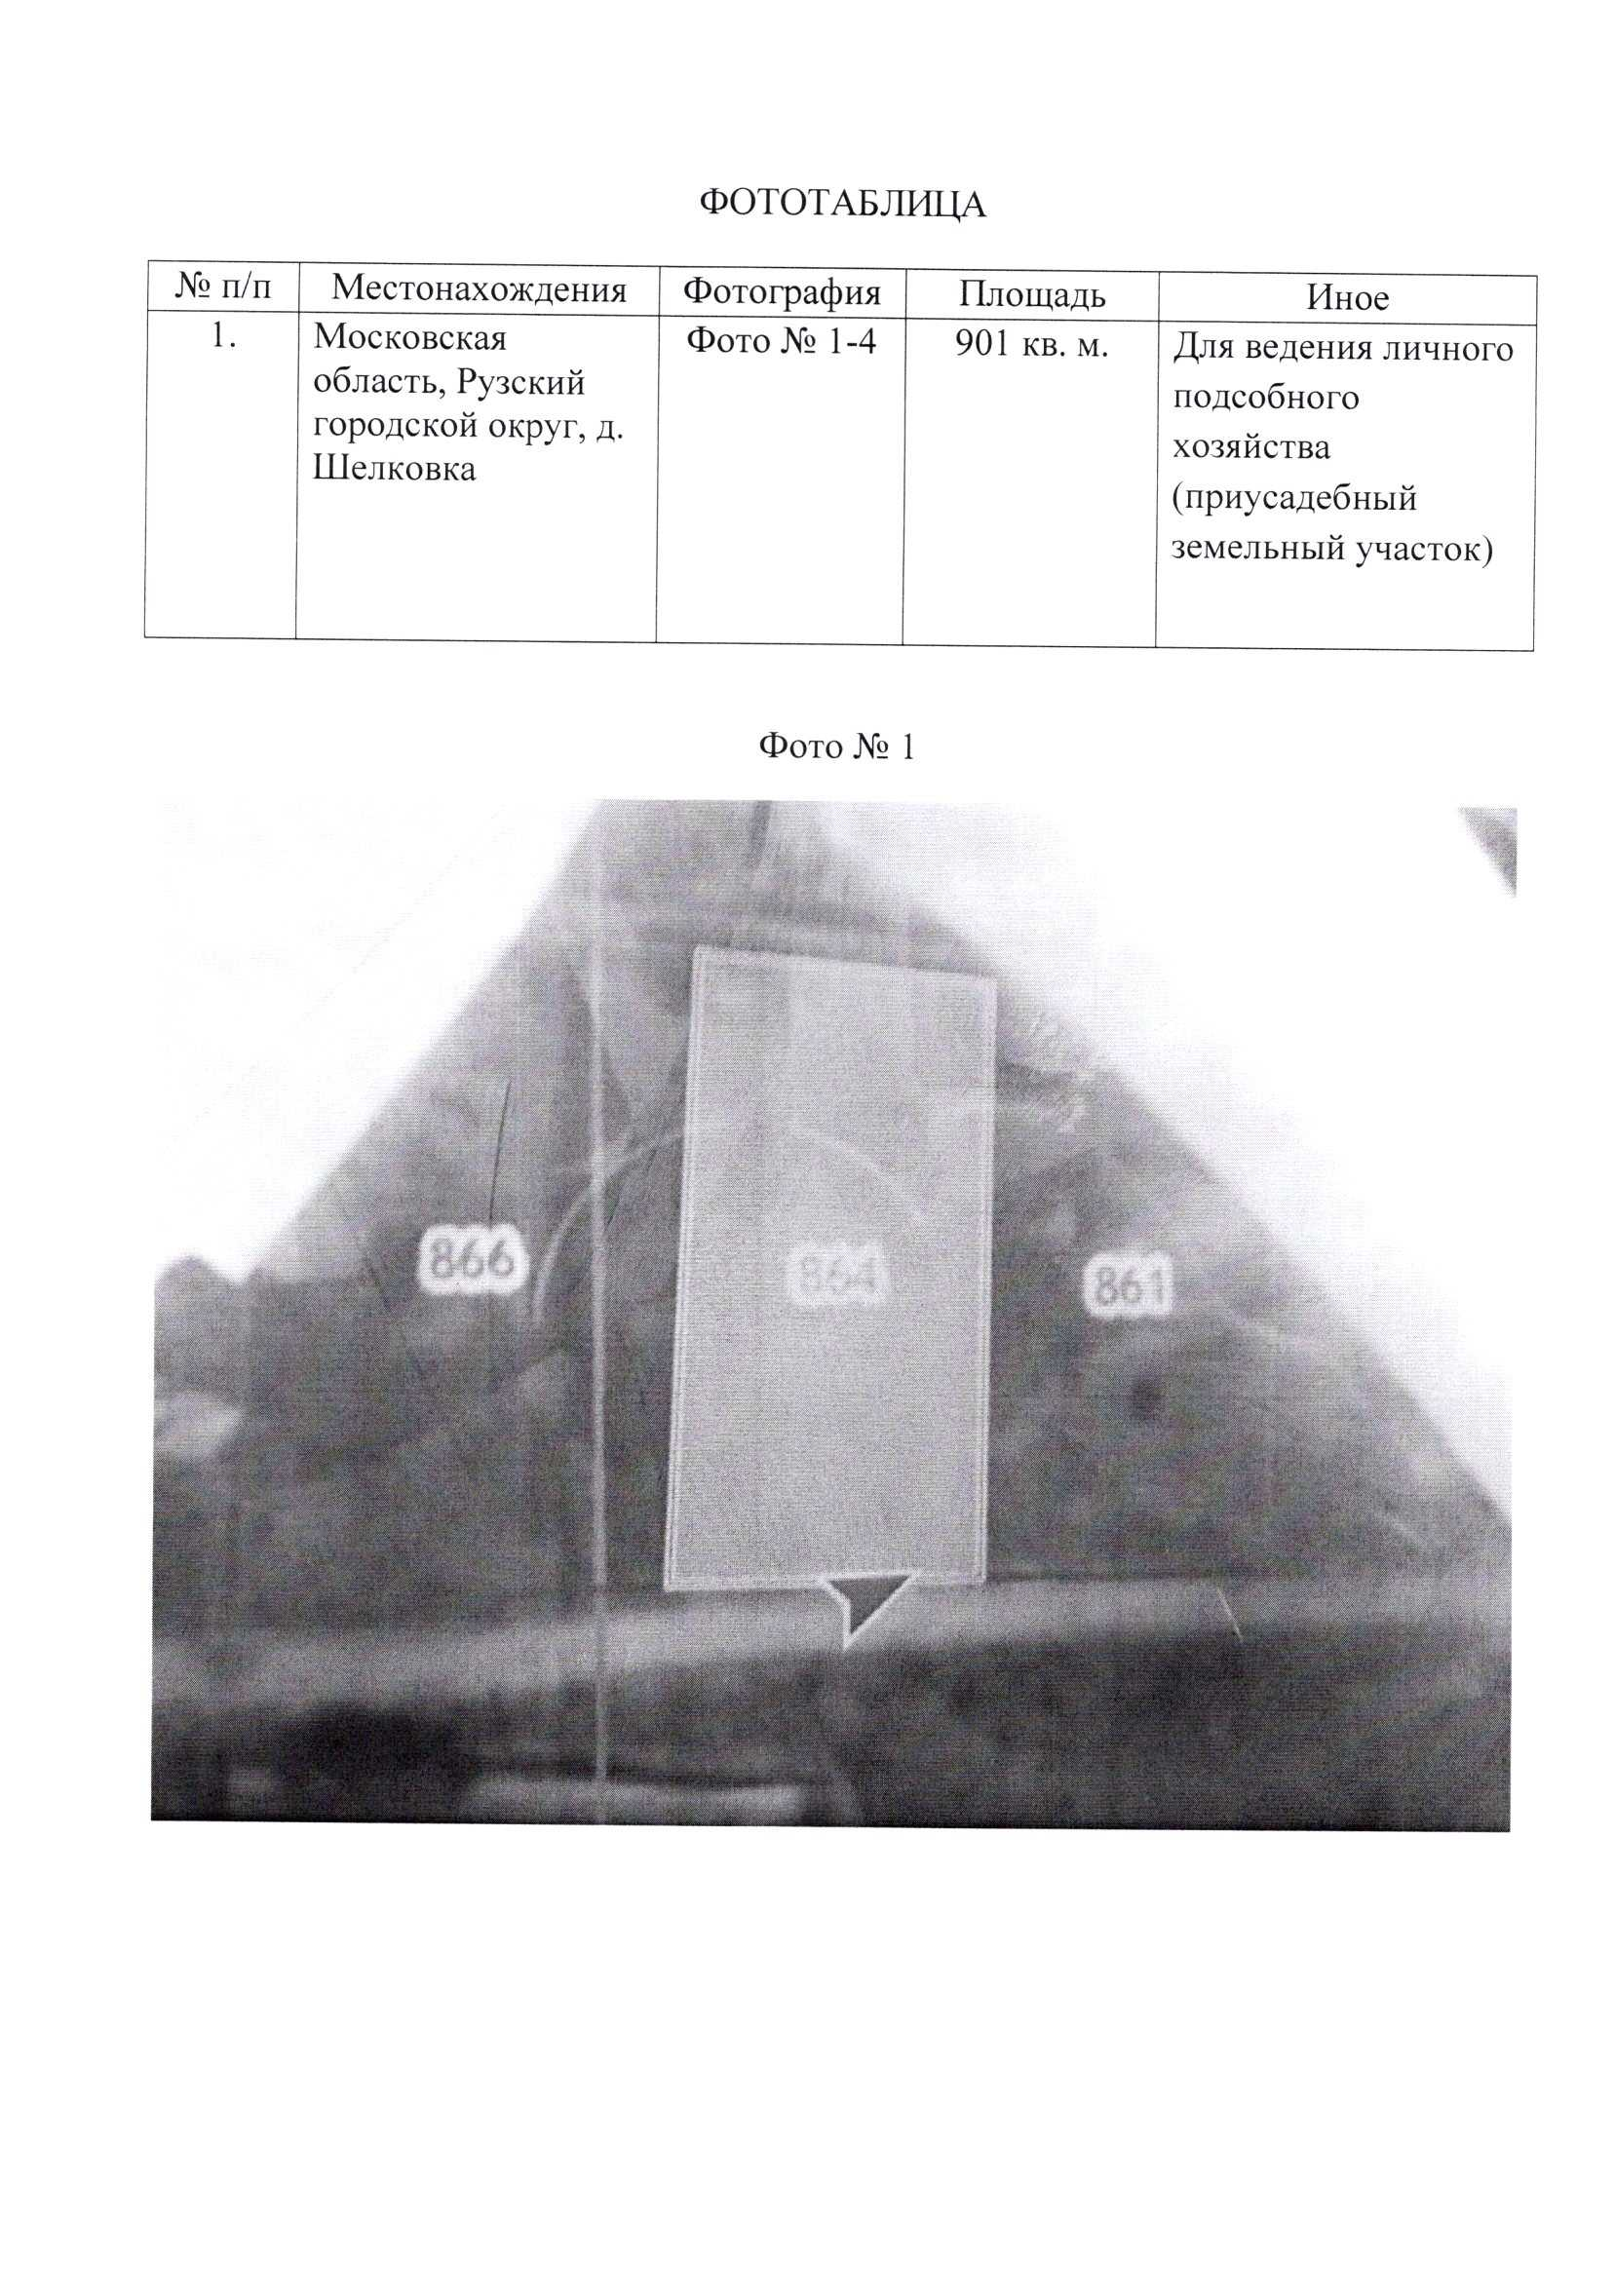 ФОТОТАБЛИЦА
№ п/п Местонахождения Фотография Площадь Иное
1. Московская область, Рузский городской округ, д. Шелковка Фото № 1-4 901 кв. м. Для ведения личного подсобного хозяйства (приусадебный земельный участок)
Фото № 1
866
864
861